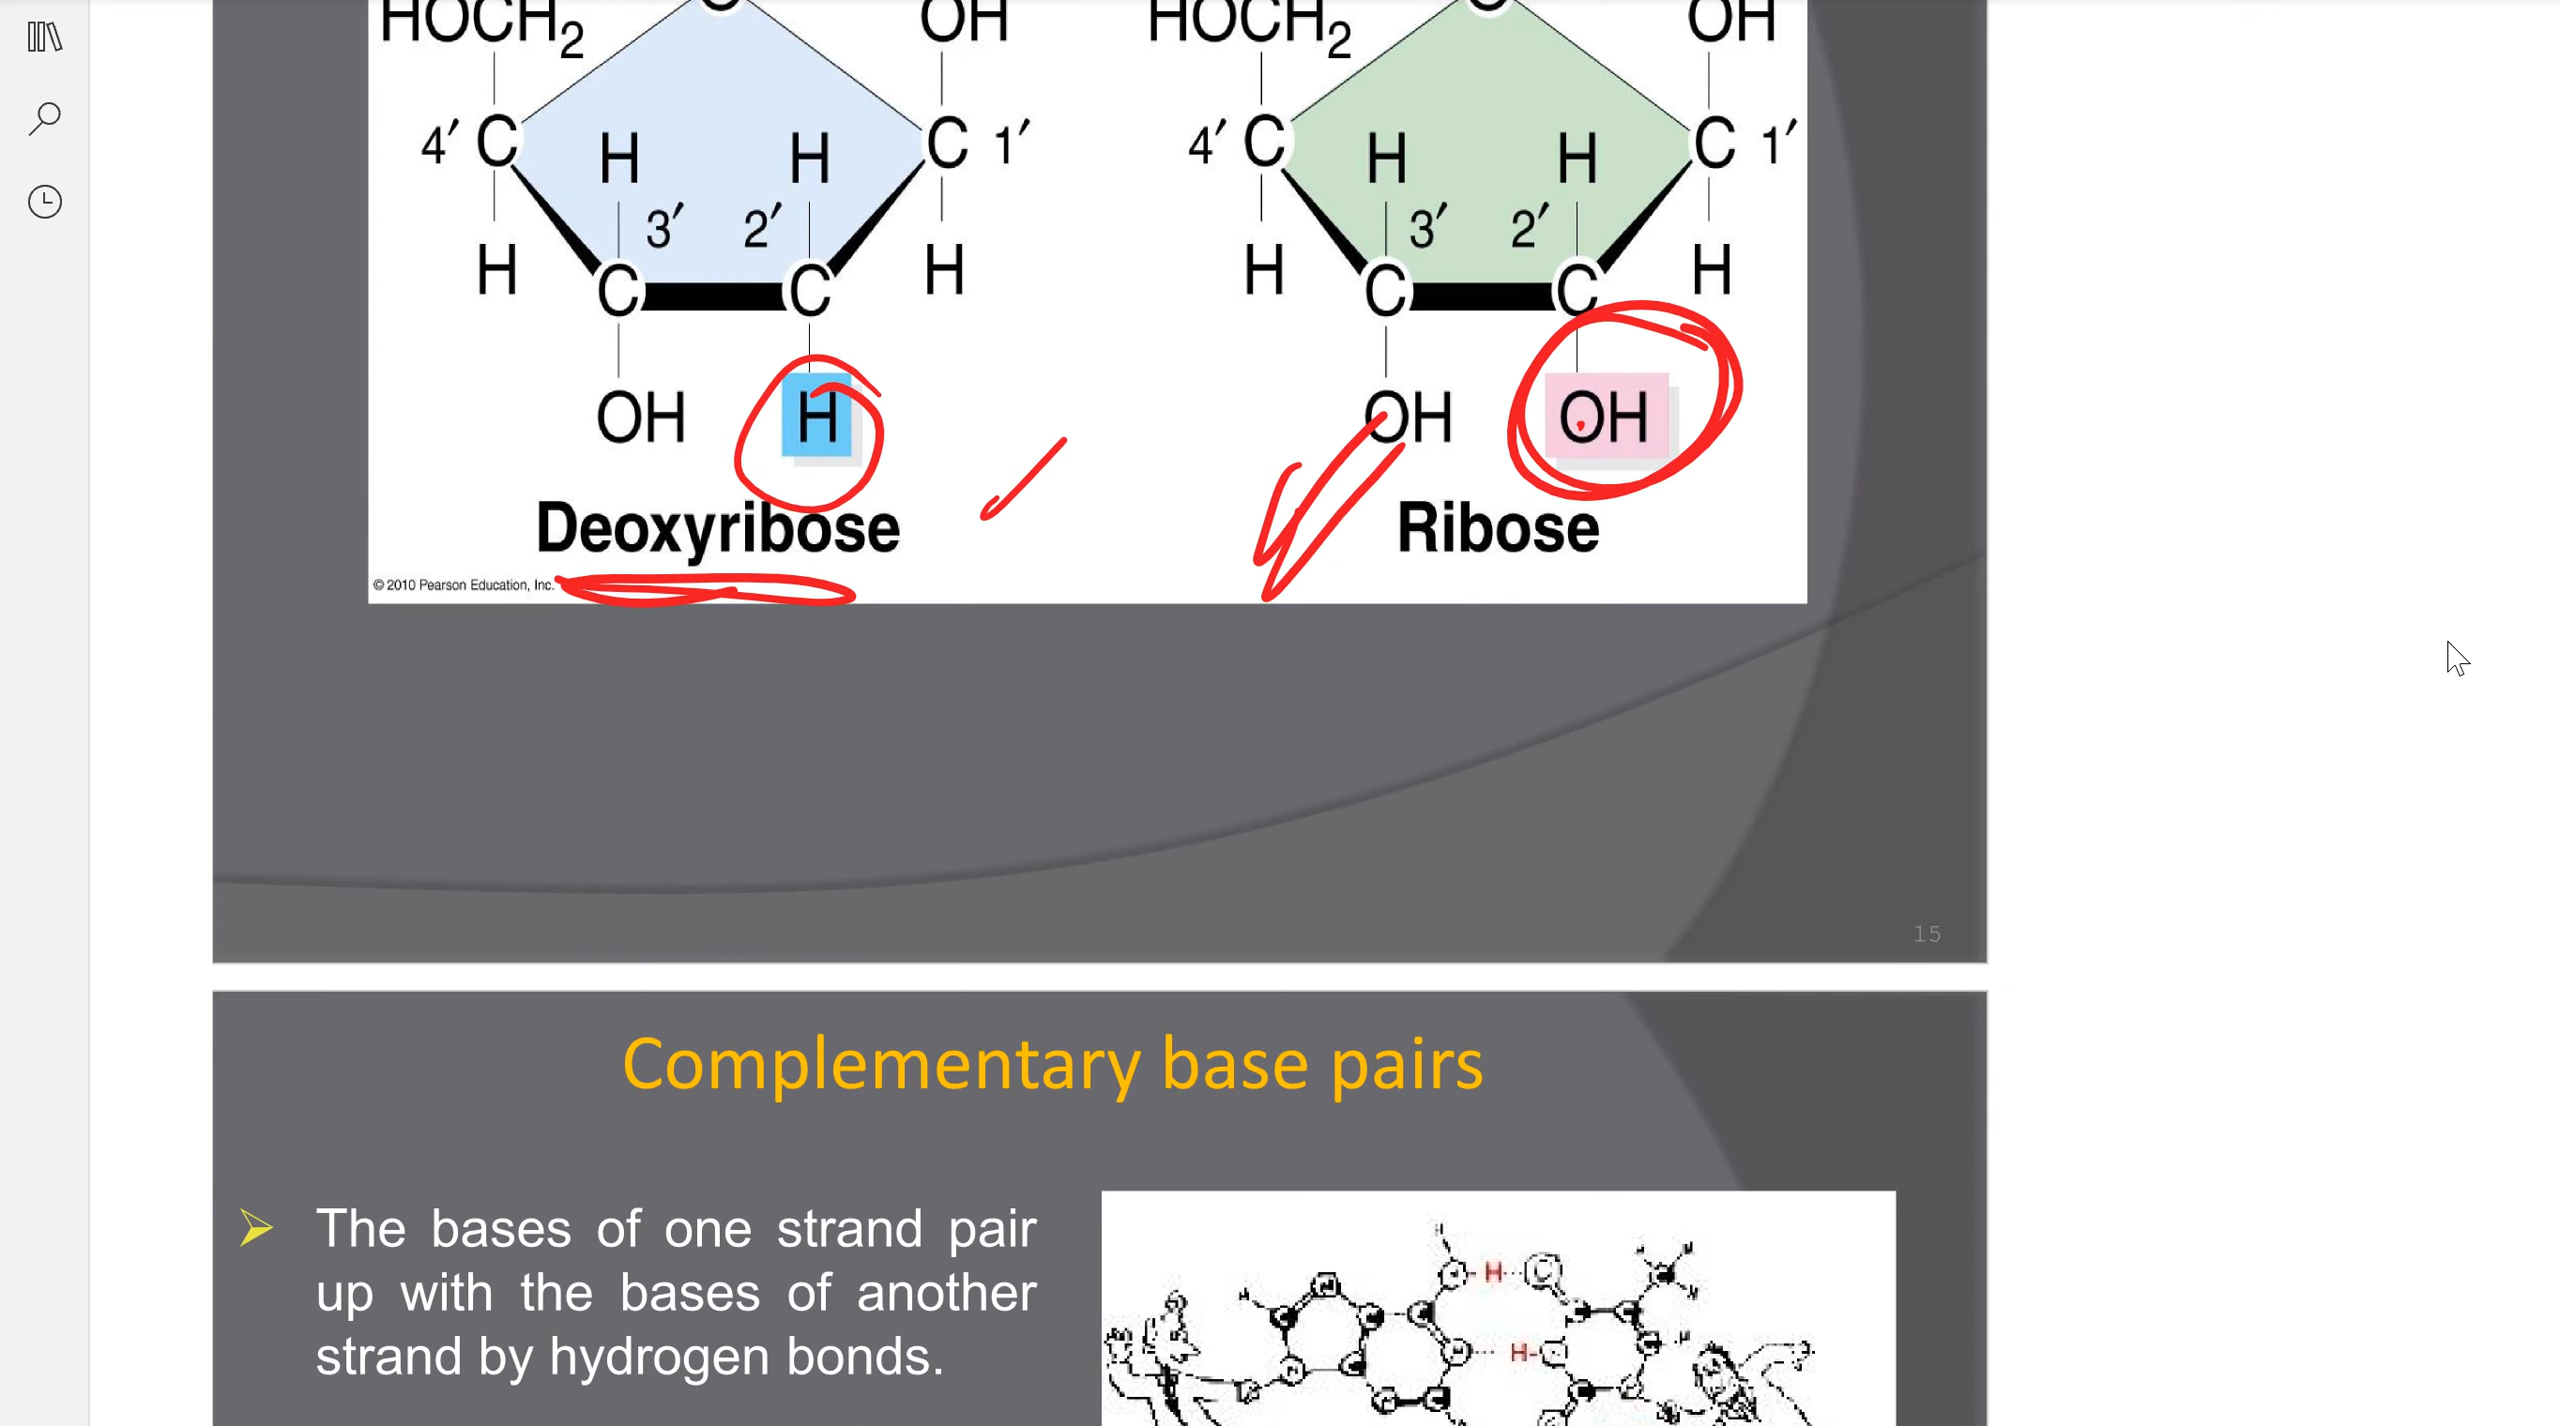 HOCH2 OH HOCH2 OH
4′ C H H C 1′ 4′ C H H C 1′
3′ 2′ 3′ 2′
H C C H H C C H
OH H OH OH
Deoxyribose Ribose
© 2010 Pearson Education, Inc.
15
Complementary base pairs
The bases of one strand pair
up with the bases of another
strand by hydrogen bonds.
H
H